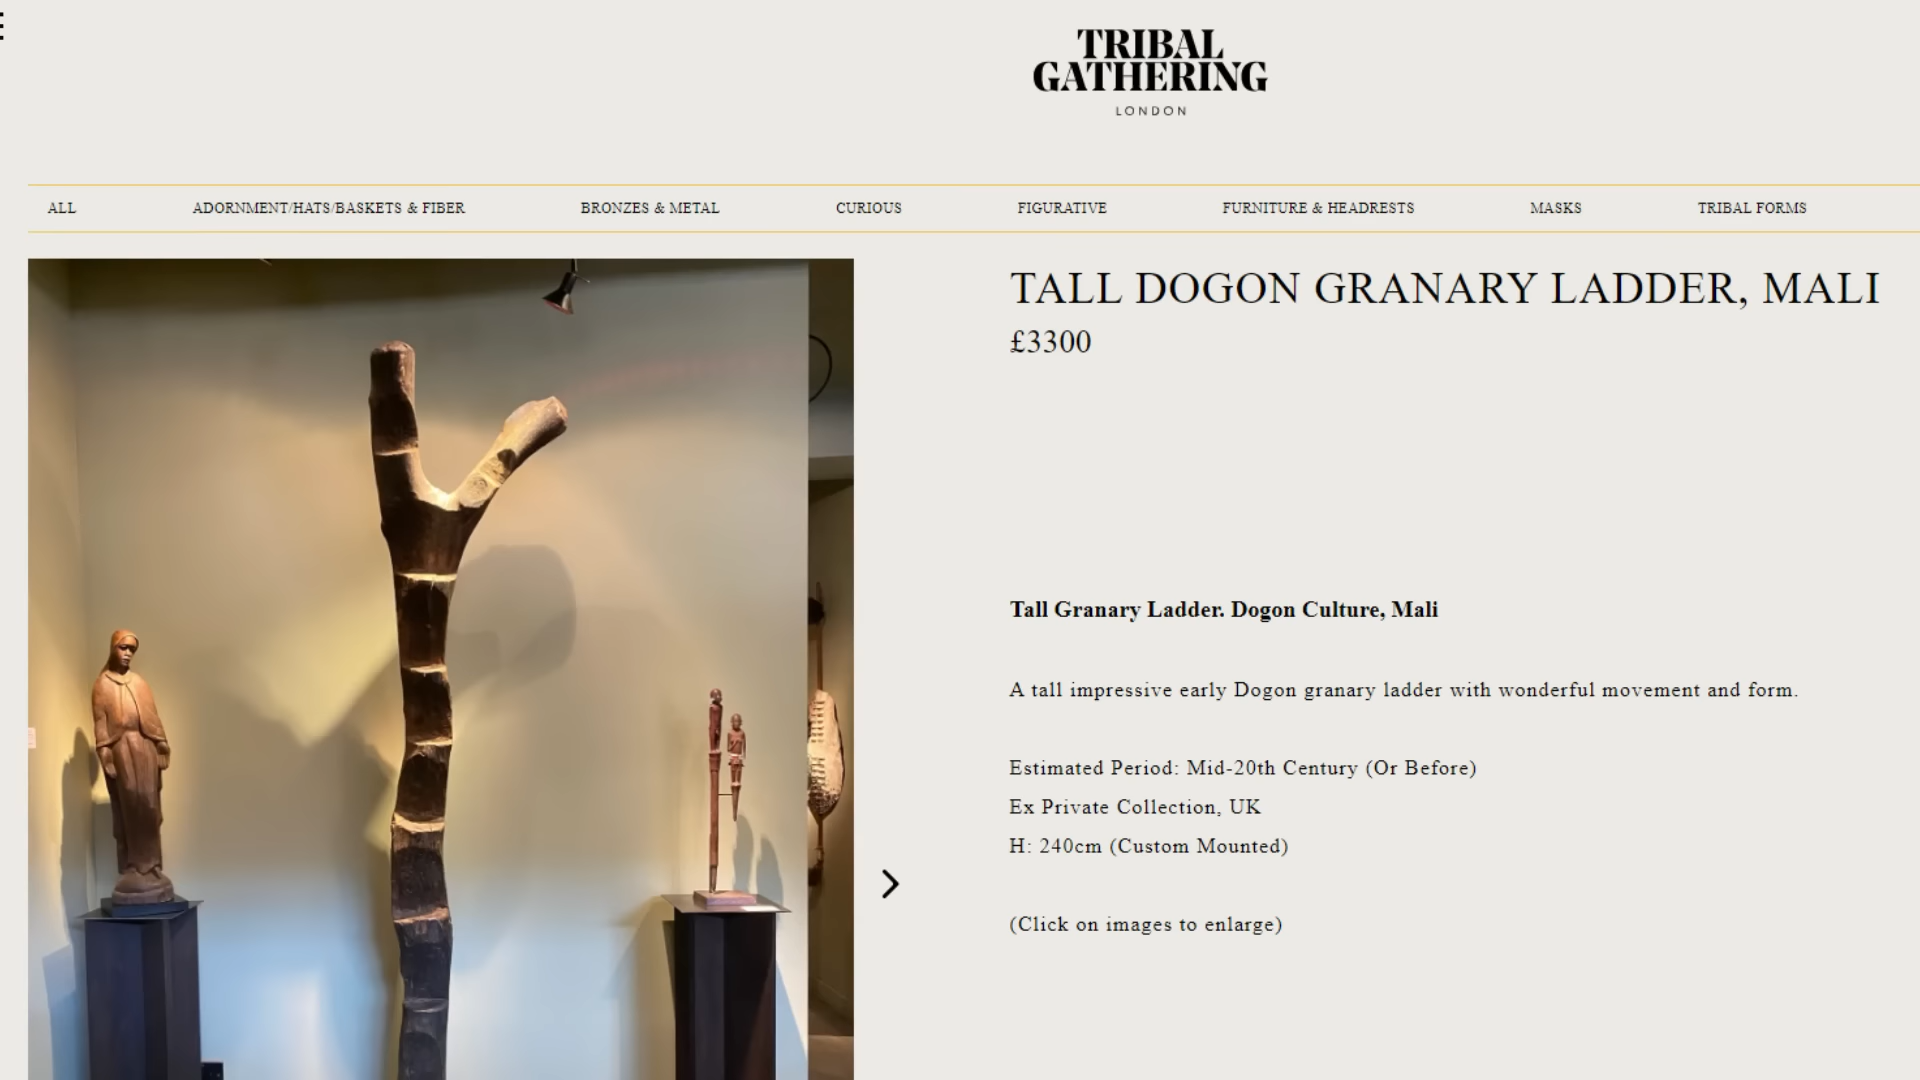 TRIBAL
GATHERING
LONDON
ALL
ADORNMENT/HATS/BASKETS & FIBER
BRONZES & METAL
CURIOUS
FIGURATIVE
FURNITURE & HEADRESTS
MASKS
TRIBAL FORMS
TALL DOGON GRANARY LADDER, MALI
£3300
Tall Granary Ladder. Dogon Culture, Mali
A tall impressive early Dogon granary ladder with wonderful movement and form.
Estimated Period: Mid-20th Century (Or Before)
Ex Private Collection, UK
H: 240cm (Custom Mounted)
(Click on images to enlarge)